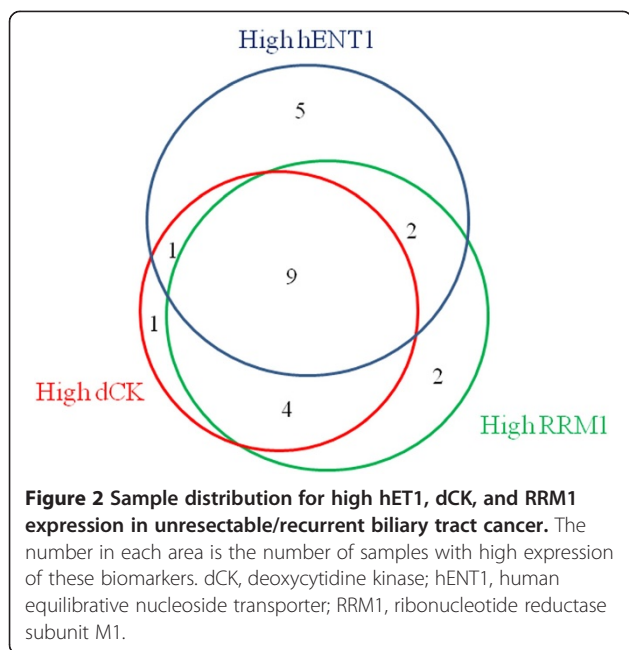 High hENT1
5
1
2
9
1
2
High dCK
4
High RRM1
Figure 2 Sample distribution for high hET1, dCK, and RRM1
expression in unresectable/recurrent biliary tract cancer. The
number in each area is the number of samples with high expression
of these biomarkers. dCK, deoxycytidine kinase; hENT1, human
equilibrative nucleoside transporter; RRM1, ribonucleotide reductase
subunit M1.